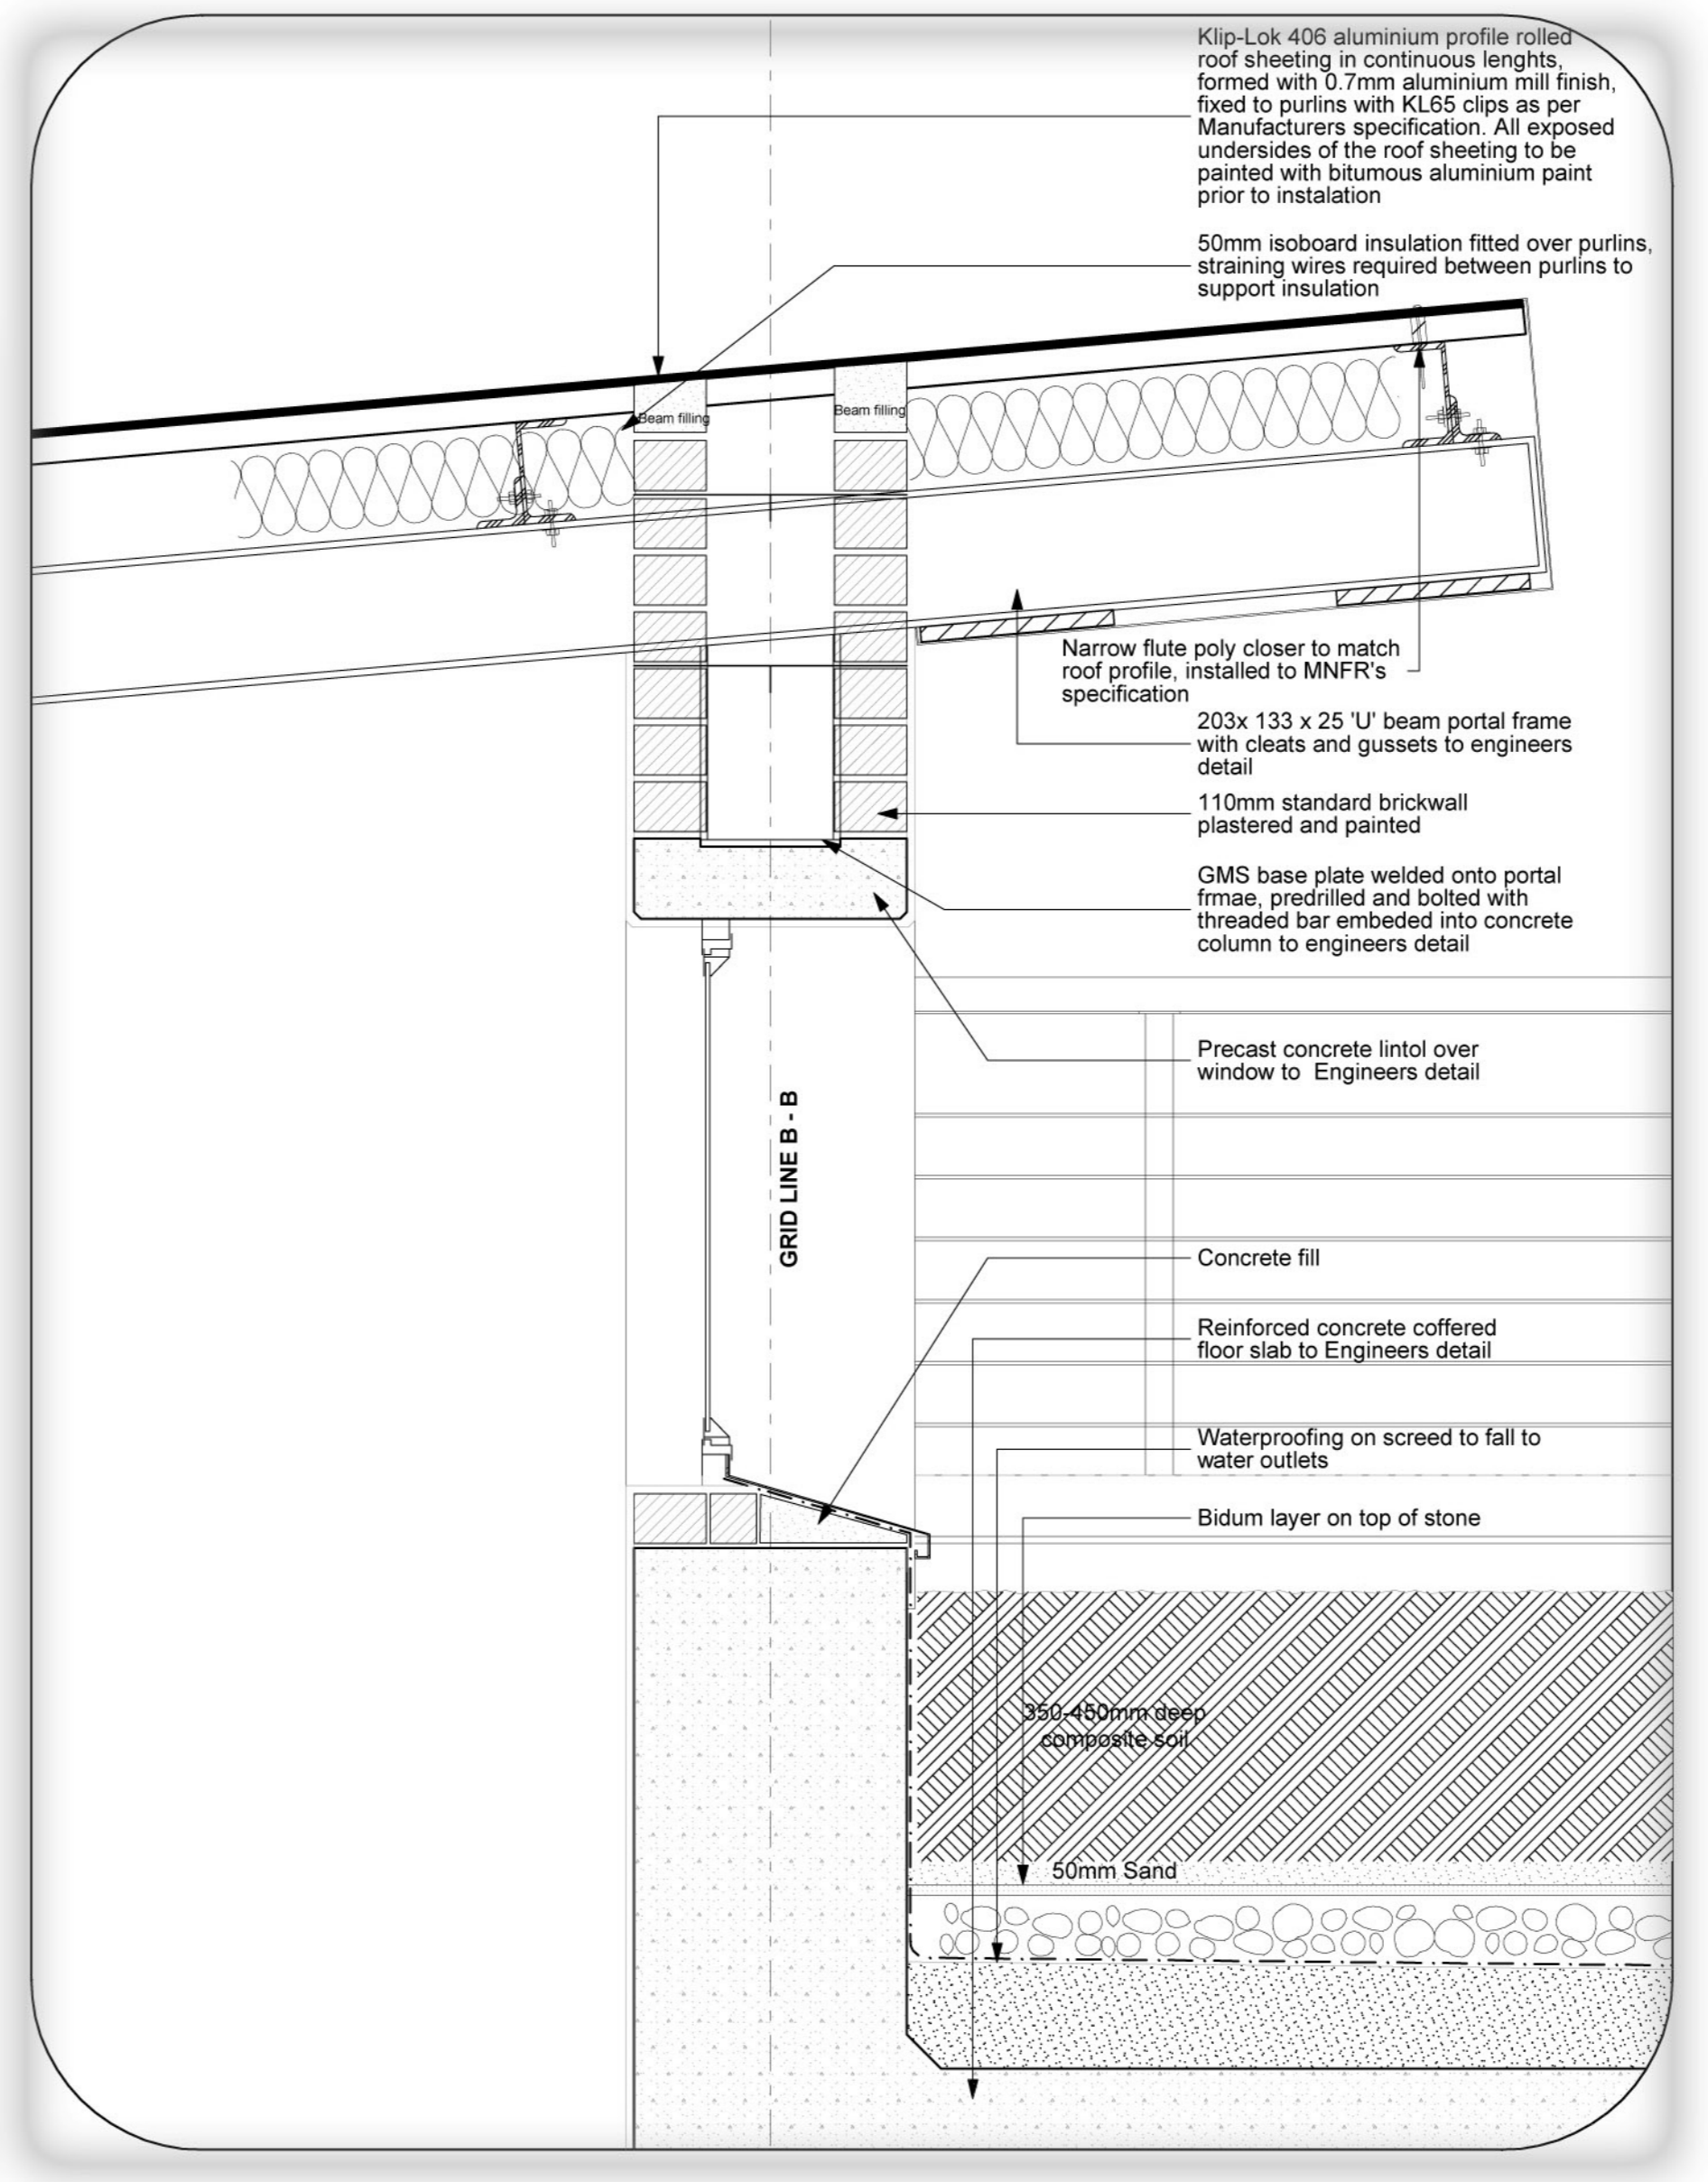 Klip-Lok 406 aluminium profile rolled
roof sheeting in continuous lenghts,
formed with 0.7mm aluminium mill finish,
fixed to purlins with KL65 clips as per
Manufacturers specification. All exposed
undersides of the roof sheeting to be
painted with bitumous aluminium paint
prior to instalation
50mm isoboard insulation fitted over purlins,
straining wires required between purlins to
support insulation
Beam filling
Beam filling
Narrow flute poly closer to match
roof profile, installed to MNFR's
specification
203x 133 x 25 'U' beam portal frame
with cleats and gussets to engineers
detail
110mm standard brickwall
plastered and painted
GMS base plate welded onto portal
frmae, predrilled and bolted with
threaded bar embeded into concrete
column to engineers detail
Precast concrete lintol over
window to Engineers detail
GRID LINE B - B
Concrete fill
Reinforced concrete coffered
floor slab to Engineers detail
Waterproofing on screed to fall to
water outlets
Bidum layer on top of stone
350-450mm deep
composite soil
50mm Sand